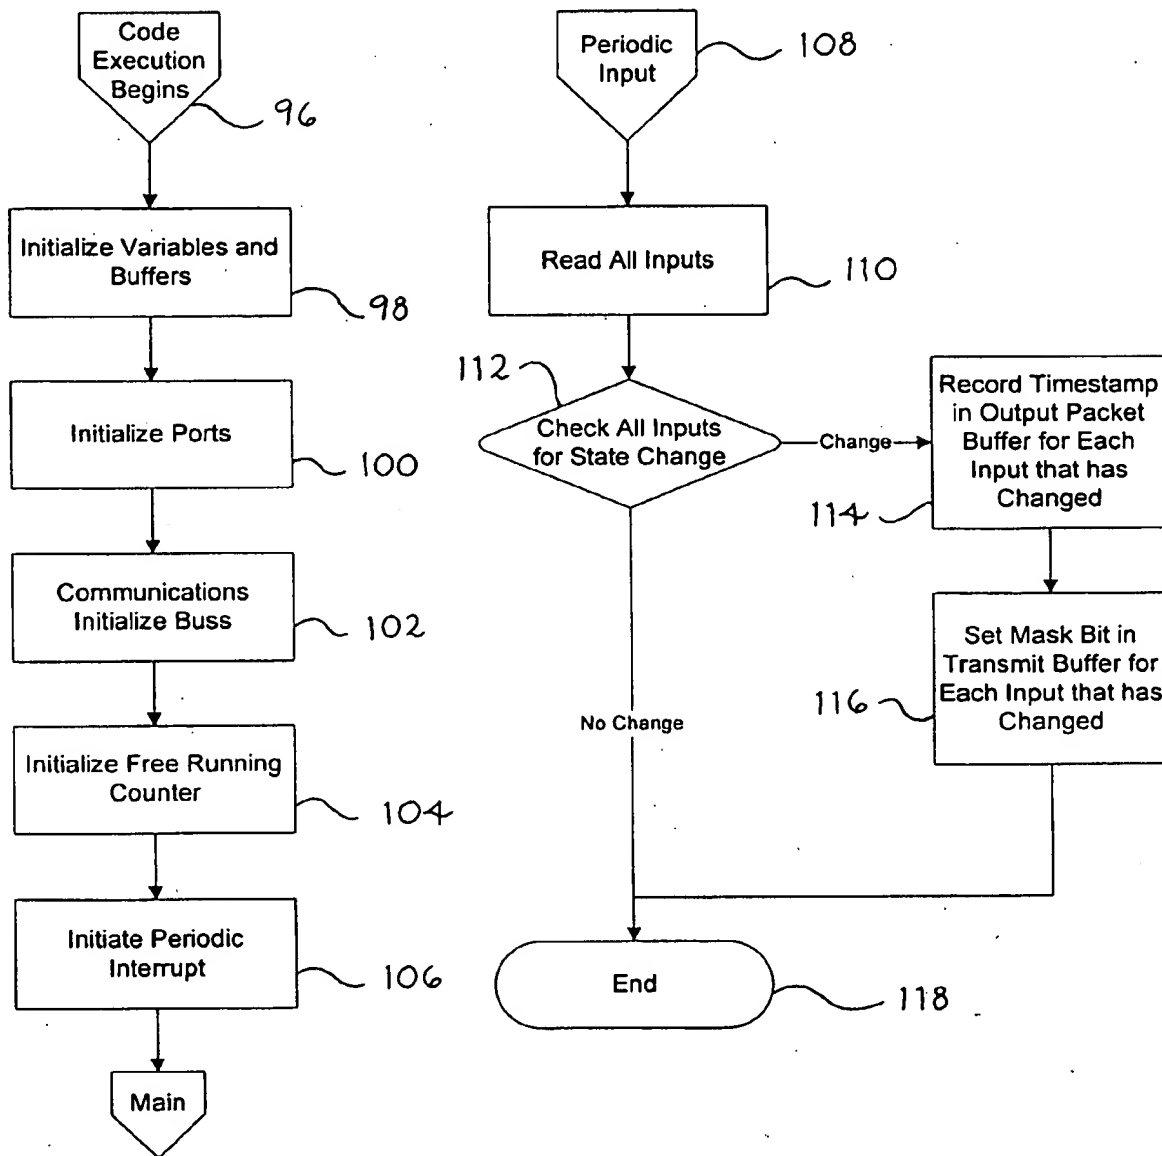 Code
Execution
Begins
96
Initialize Variables and
Buffers
98
Initialize Ports
100
Communications
Initialize Buss
102
Initialize Free Running
Counter
104
Initiate Periodic
Interrupt
106
Main
Periodic
Input
108
Read All Inputs
110
112
Check All Inputs
for State Change
Change
No Change
Record Timestamp
in Output Packet
Buffer for Each
Input that has
Changed
114
Set Mask Bit in
Transmit Buffer for
Each Input that has
Changed
116
End
118